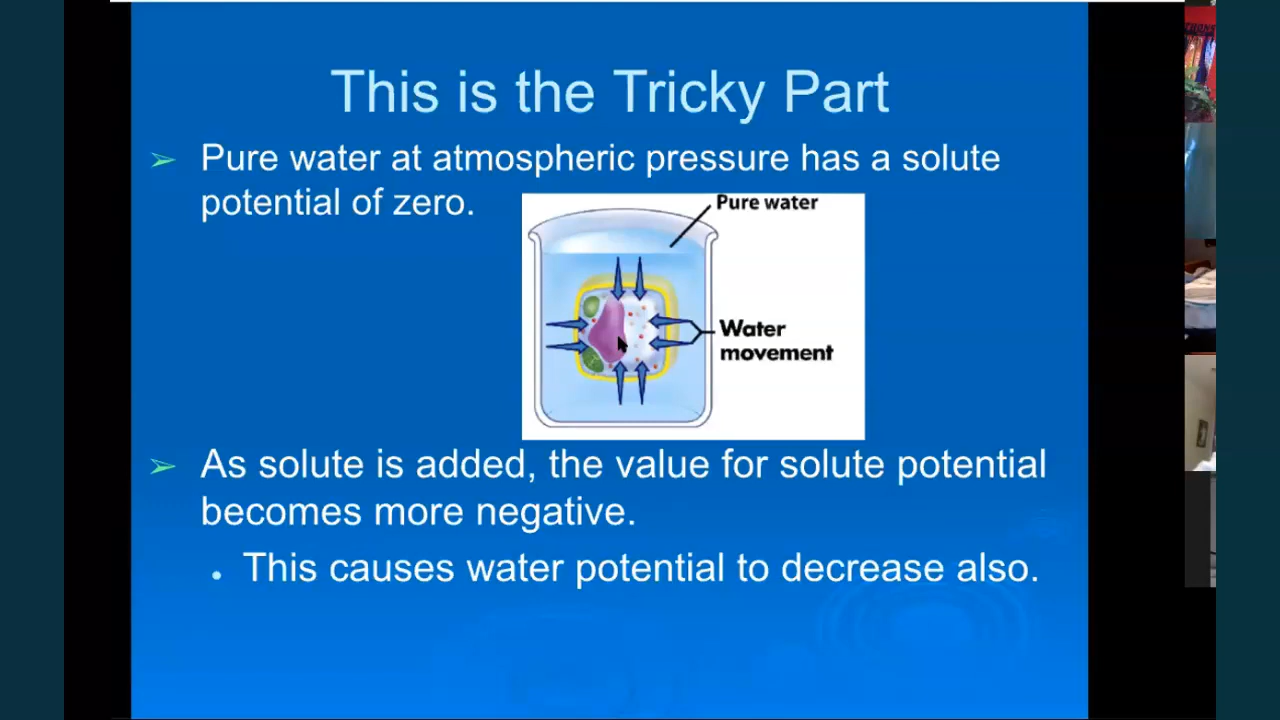 This is the Tricky Part
➢ Pure water at atmospheric pressure has a solute
potential of zero.
Pure water
Water
movement
➢ As solute is added, the value for solute potential
becomes more negative.
• This causes water potential to decrease also.